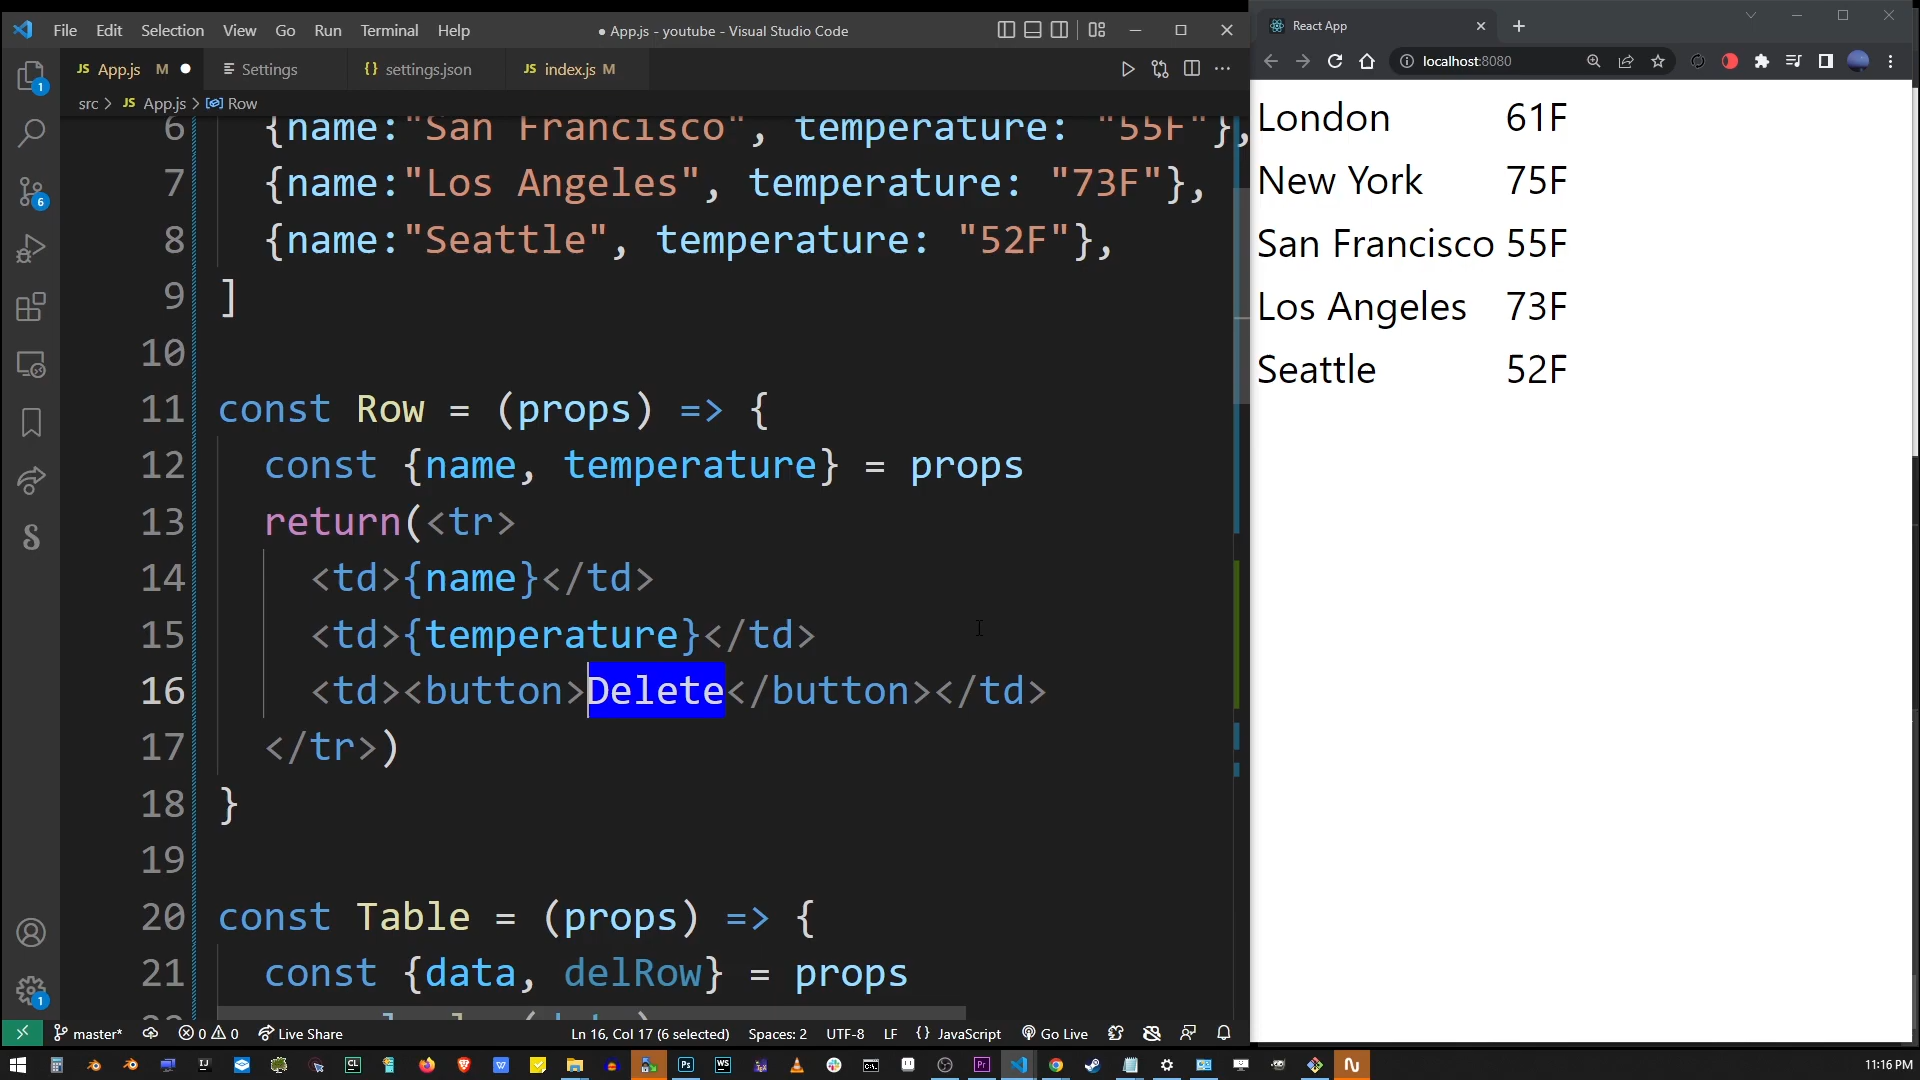 File Edit Selection View Go Run Terminal Help
● App.js - youtube - Visual Studio Code
JS App.js M ●
Settings
{} settings.json
JS index.js M
src > JS App.js > Row
6 {name:"San Francisco", temperature: "55F"},
7 {name:"Los Angeles", temperature: "73F"},
8 {name:"Seattle", temperature: "52F"},
9 ]
10
11 const Row = (props) => {
12 const {name, temperature} = props
13 return(<tr>
14 <td>{name}</td>
15 <td>{temperature}</td>
16 <td><button>Delete</button></td>
17 </tr>)
18 }
19
20 const Table = (props) => {
21 const {data, delRow} = props
1
6
1
master*
0 0
Live Share
Ln 16, Col 17 (6 selected)
Spaces: 2
UTF-8
LF
{} JavaScript
Go Live
React App
localhost:8080
London 61F
New York 75F
San Francisco 55F
Los Angeles 73F
Seattle 52F
11:16 PM